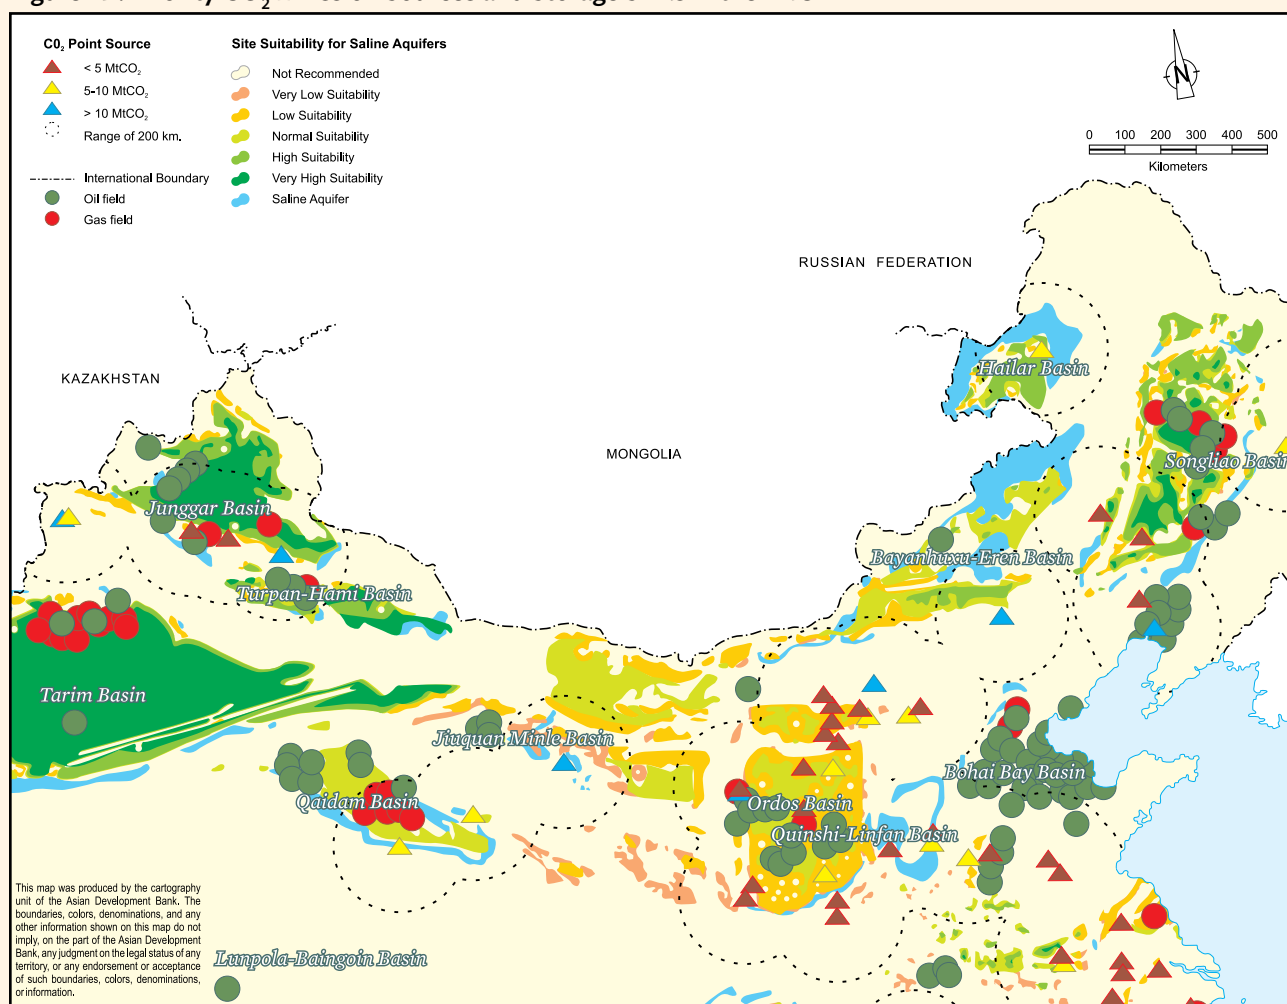 C0₂ Point Source
< 5 MtCO₂
5-10 MtCO₂
> 10 MtCO₂
Range of 200 km.
International Boundary
Oil field
Gas field
Site Suitability for Saline Aquifers
Not Recommended
Very Low Suitability
Low Suitability
Normal Suitability
High Suitability
Very High Suitability
Saline Aquifer
N
0 100 200 300 400 500
Kilometers
RUSSIAN FEDERATION
KAZAKHSTAN
MONGOLIA
Hailar Basin
Songliao Basin
Junggar Basin
Bayanhuxu-Eren Basin
Turpan-Hami Basin
Tarim Basin
Jiuquan Minle Basin
Bohai Bay Basin
Qaidam Basin
Ordos Basin
Quinshi-Linfan Basin
Lunpola-Baingoin Basin
This map was produced by the cartography
unit of the Asian Development Bank. The
boundaries, colors, denominations, and any
other information shown on this map do not
imply, on the part of the Asian Development
Bank, any judgment on the legal status of any
territory, or any endorsement or acceptance
of such boundaries, colors, denominations,
or information.